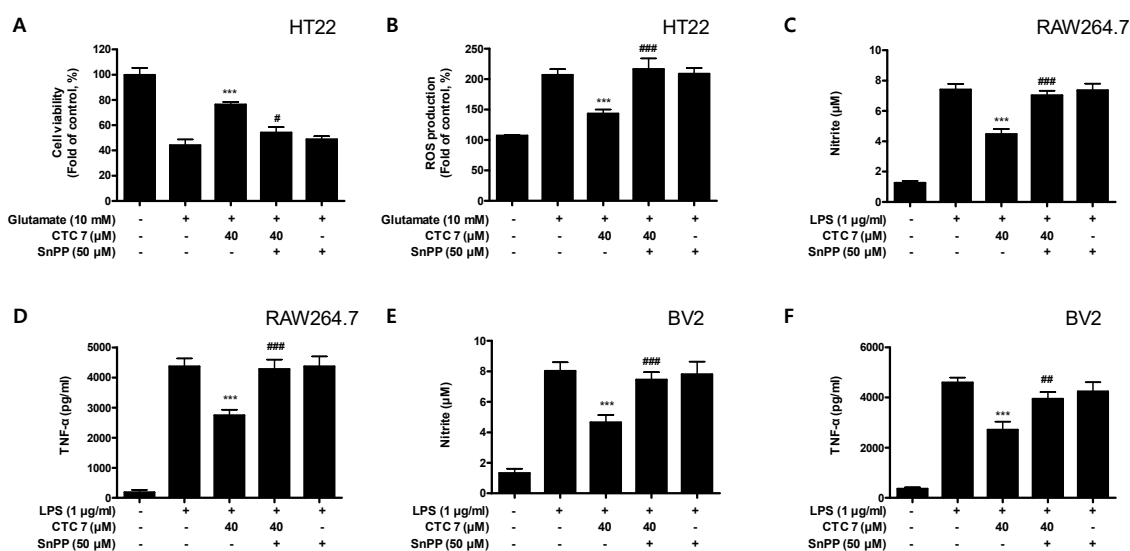 A
HT22
Cell viability
(Fold of control, %)
120
100
80
60
40
20
0
***
#
Glutamate (10 mM) - + + + +
CTC 7 (µM) - - 40 40 -
SnPP (50 µM) - - - + +
B
HT22
ROS production
(Fold of control, %)
250
200
150
100
50
0
***
###
Glutamate (10 mM) - + + + +
CTC 7 (µM) - - 40 40 -
SnPP (50 µM) - - - + +
C
RAW264.7
Nitrite (µM)
8
6
4
2
0
***
###
LPS (1 µg/ml) - + + + +
CTC 7 (µM) - - 40 40 -
SnPP (50 µM) - - - + +
D
RAW264.7
TNF-α (pg/ml)
5000
4000
3000
2000
1000
0
***
###
LPS (1 µg/ml) - + + + +
CTC 7 (µM) - - 40 40 -
SnPP (50 µM) - - - + +
E
BV2
Nitrite (µM)
10
8
6
4
2
0
***
###
LPS (1 µg/ml) - + + + +
CTC 7 (µM) - - 40 40 -
SnPP (50 µM) - - - + +
F
BV2
TNF-α (pg/ml)
6000
4000
2000
0
***
##
LPS (1 µg/ml) - + + + +
CTC 7 (µM) - - 40 40 -
SnPP (50 µM) - - - + +